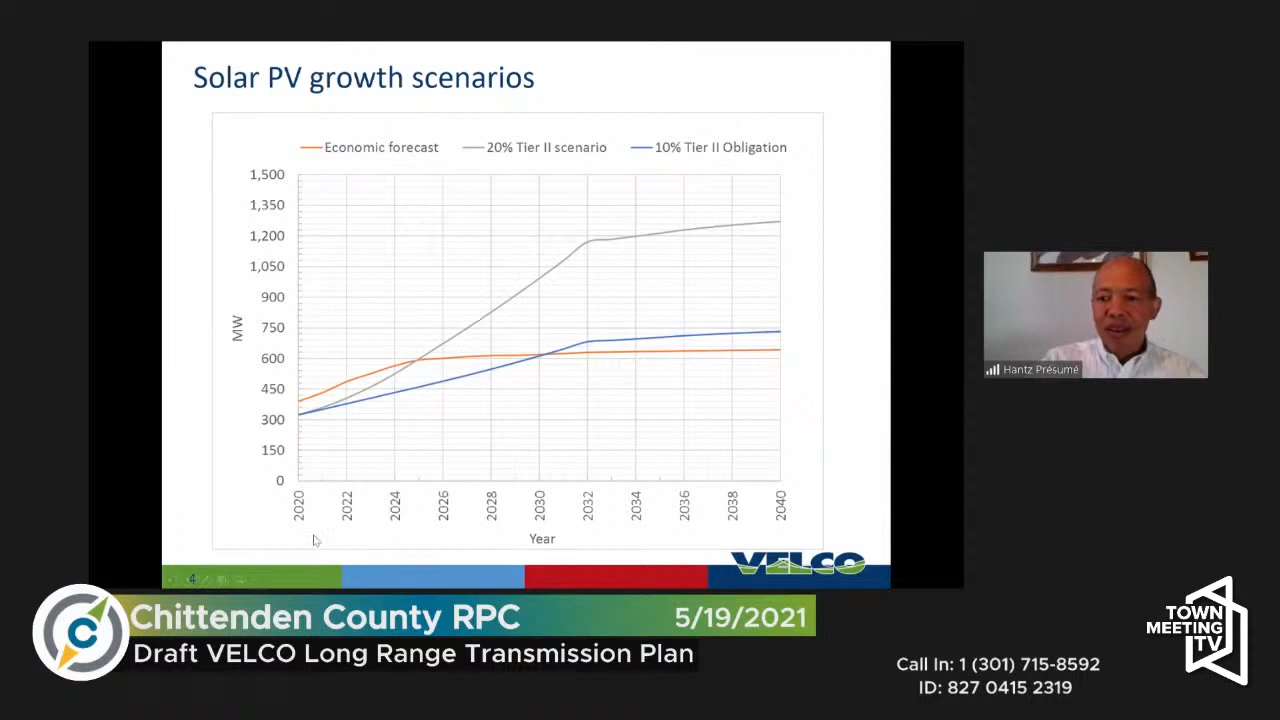 Solar PV growth scenarios
Economic forecast 20% Tier II scenario 10% Tier II Obligation
1,500
1,350
1,200
1,050
900
750
600
450
300
150
0
MW
2020 2022 2024 2026 2028 2030 2032 2034 2036 2038 2040
Year
4
VELCO
Hantz Présumé
C
Chittenden County RPC 5/19/2021
Draft VELCO Long Range Transmission Plan
Call In: 1 (301) 715-8592
ID: 827 0415 2319
TOWN
MEETING
TV